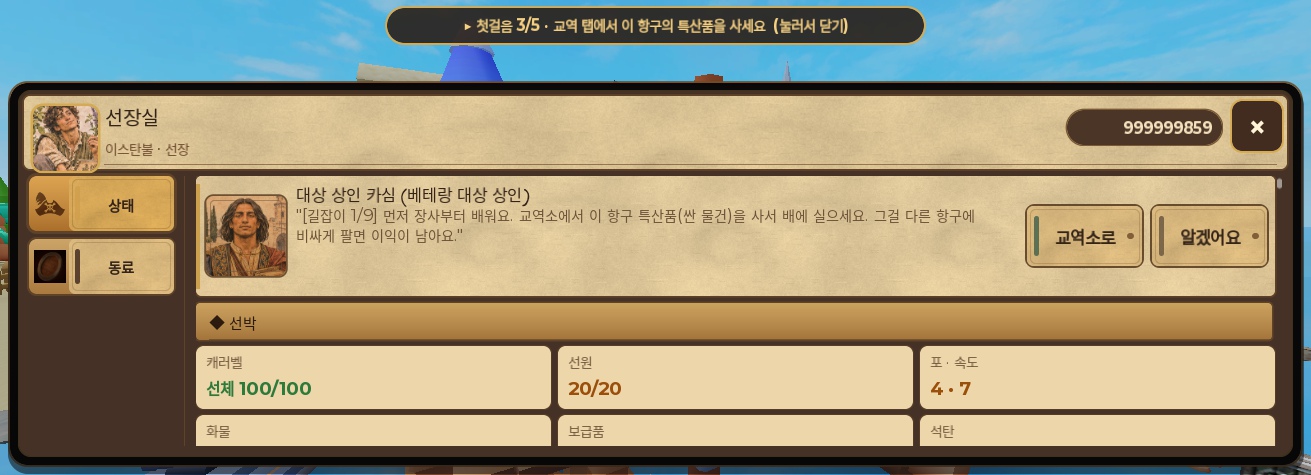 ▸ 첫걸음 3/5 · 교역 탭에서 이 항구의 특산품을 사세요 (눌러서 닫기)
선장실
이스탄불 · 선장
999999859
×
상태
동료
대상 상인 카심 (베테랑 대상 상인)
"[길잡이 1/9] 먼저 장사부터 배워요. 교역소에서 이 항구 특산품(싼 물건)을 사서 배에 실으세요. 그걸 다른 항구에
비싸게 팔면 이익이 남아요."
교역소로
알겠어요
◆ 선박
캐러벨
선체 100/100
선원
20/20
포 · 속도
4 · 7
화물
보급품
석탄